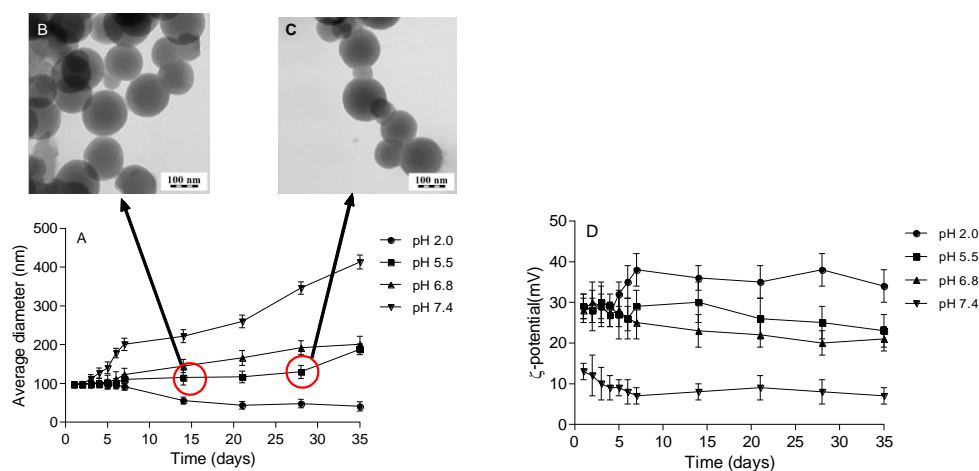 B
100 nm
C
100 nm
A
Average diameter (nm)
500
400
300
200
100
0
0 5 10 15 20 25 30 35
Time (days)
pH 2.0
pH 5.5
pH 6.8
pH 7.4
D
ζ-potential(mV)
50
40
30
20
10
0
0 5 10 15 20 25 30 35
Time (days)
pH 2.0
pH 5.5
pH 6.8
pH 7.4